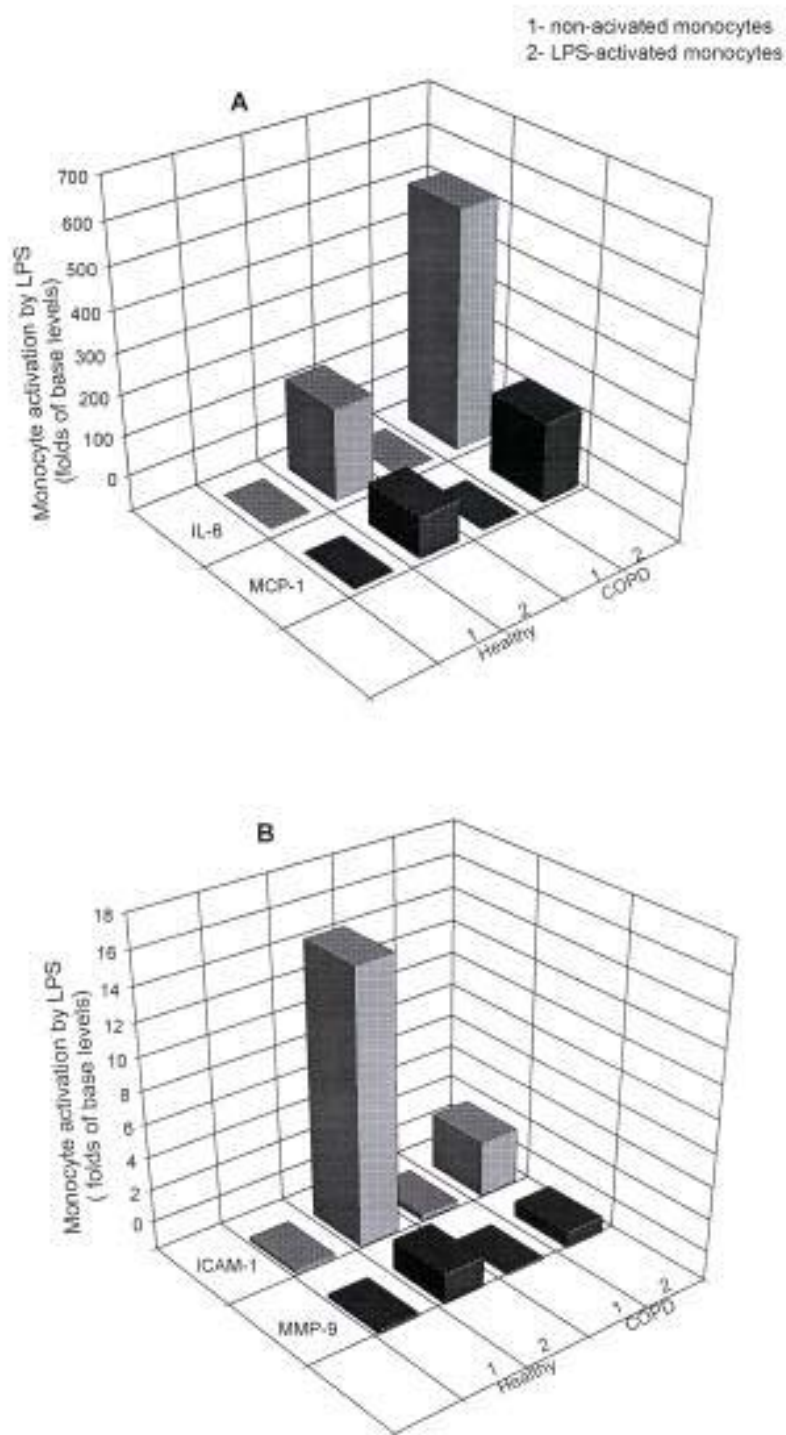 1- non-acivated monocytes
2- LPS-activated monocytes
A
700
600
500
400
300
200
100
0
Monocyte activation by LPS
(folds of base levels)
IL-6
MCP-1
1
2
Healthy
1
2
COPD
B
18
16
14
12
10
8
6
4
2
0
Monocyte activation by LPS
( folds of base levels)
ICAM-1
MMP-9
1
2
Healthy
1
2
COPD